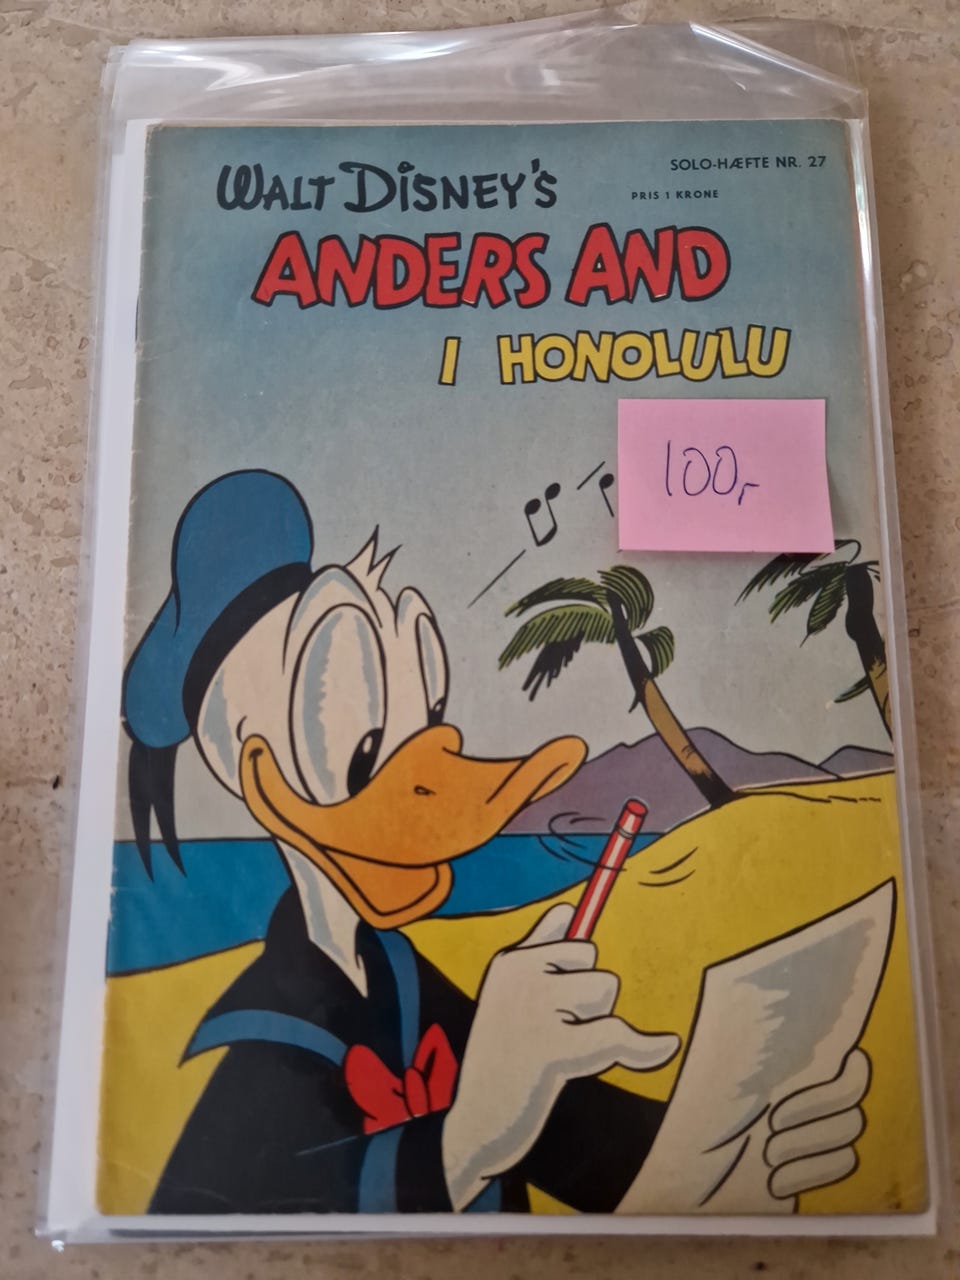 WALT DISNEY'S
SOLO-HÆFTE NR. 27
PRIS 1 KRONE
ANDERS AND
I HONOLULU
100,-